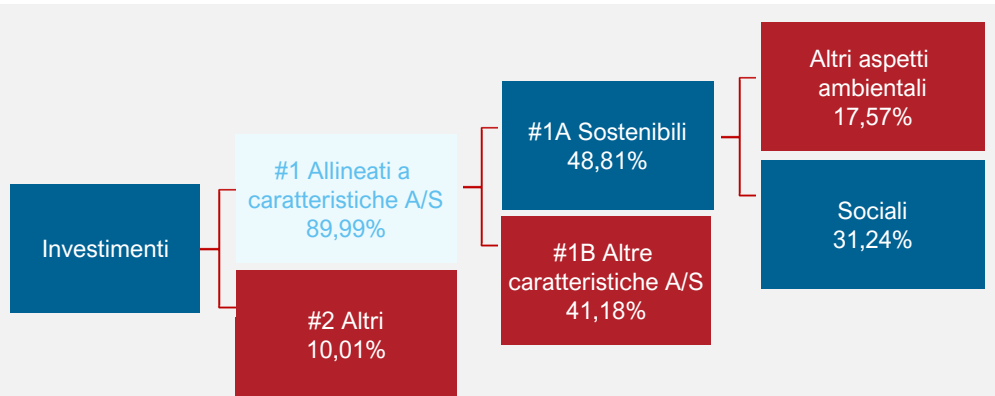 Investimenti
#1 Allineati a
caratteristiche A/S
89,99%
#2 Altri
10,01%
#1A Sostenibili
48,81%
#1B Altre
caratteristiche A/S
41,18%
Altri aspetti
ambientali
17,57%
Sociali
31,24%